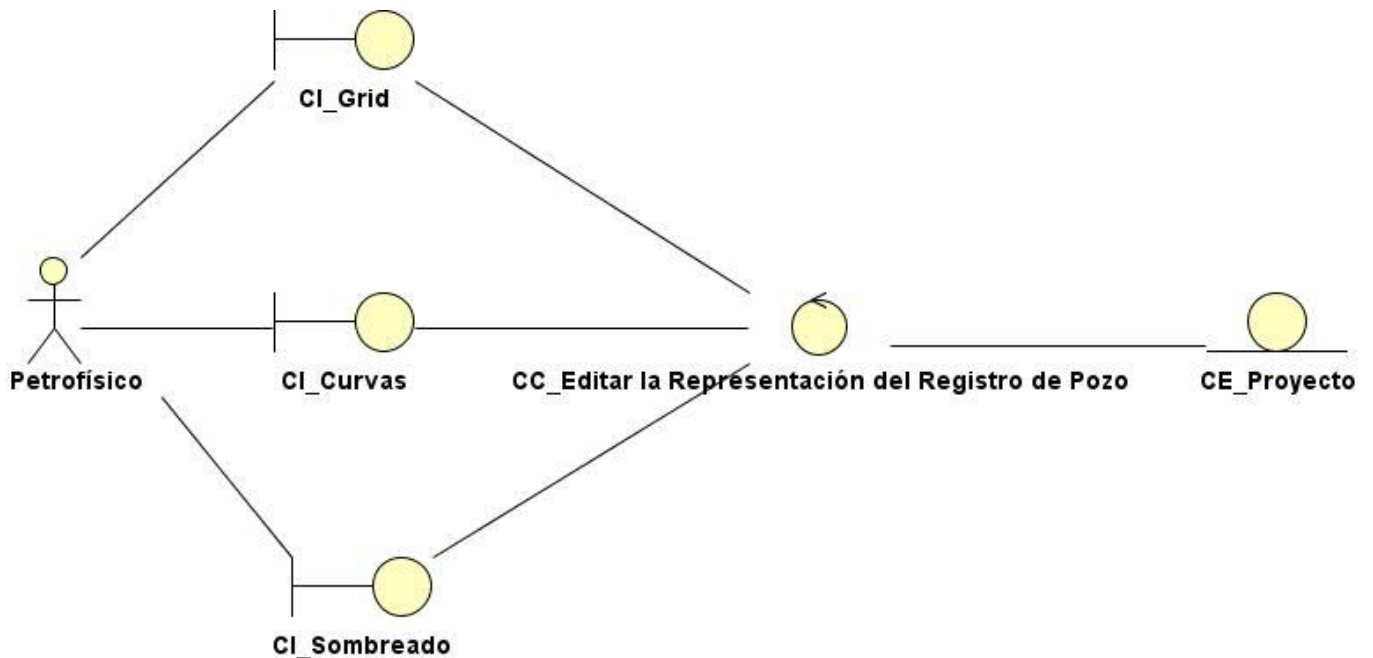 CI_Grid
Petrofísico
CI_Curvas
CC_Editar la Representación del Registro de Pozo
CE_Proyecto
CI_Sombreado